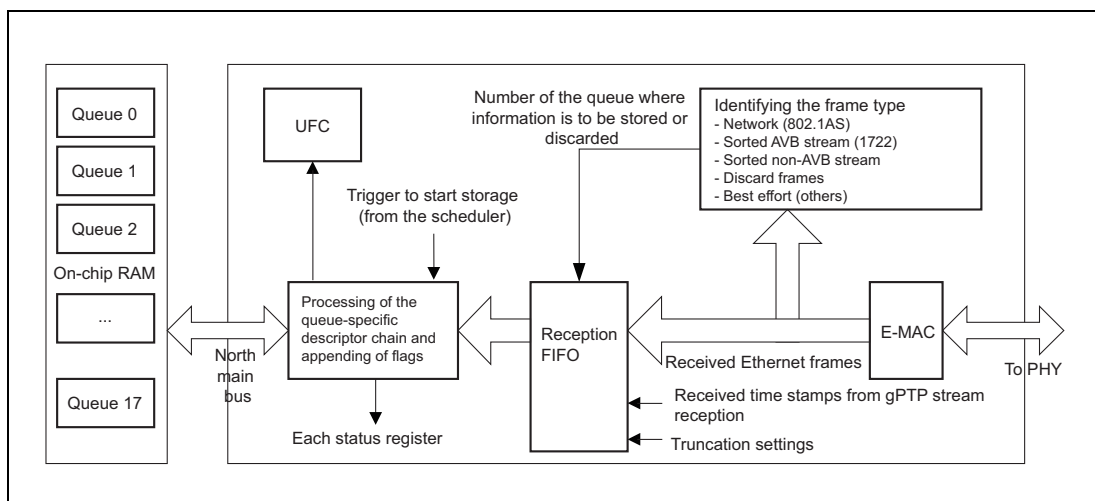 Queue 0
Queue 1
Queue 2
On-chip RAM
...
Queue 17
North
main
bus
UFC
Trigger to start storage
(from the scheduler)
Processing of the
queue-specific
descriptor chain and
appending of flags
Each status register
Number of the queue where
information is to be stored or
discarded
Reception
FIFO
Identifying the frame type
- Network (802.1AS)
- Sorted AVB stream (1722)
- Sorted non-AVB stream
- Discard frames
- Best effort (others)
Received Ethernet frames
E-MAC
To PHY
Received time stamps from gPTP stream
reception
Truncation settings